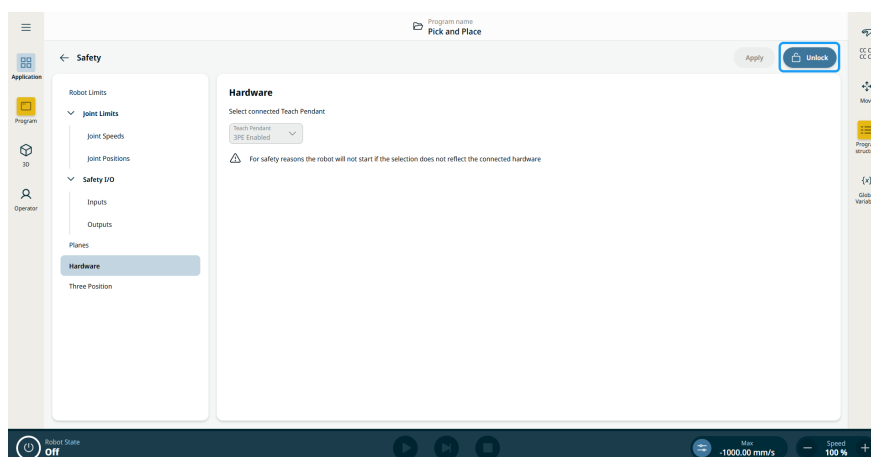 Program name
Pick and Place
Safety
Apply
Unlock
Application
Program
3D
Operator
Robot Limits
Joint Limits
Joint Speeds
Joint Positions
Safety I/O
Inputs
Outputs
Planes
Hardware
Three Position
Hardware
Select connected Teach Pendant
Teach Pendant
3PE Enabled
For safety reasons the robot will not start if the selection does not reflect the connected hardware
Robot State
Off
Max
-1000.00 mm/s
Speed
100 %